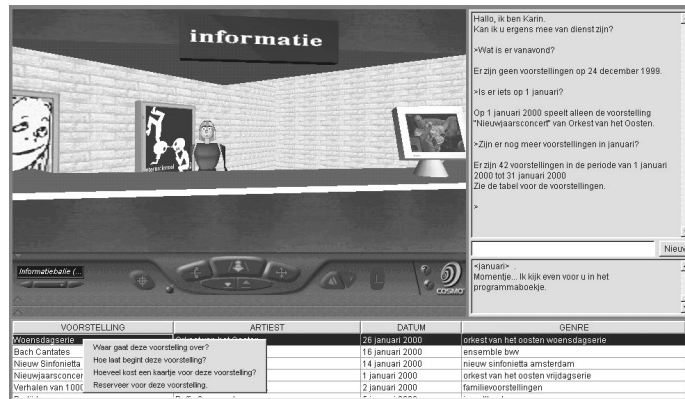 informatie
Hallo, ik ben Karin.
Kan ik u ergens mee van dienst zijn?
>Wat is er vanavond?
Er zijn geen voorstellingen op 24 december 1999.
>Is er iets op 1 januari?
Op 1 januari 2000 speelt alleen de voorstelling
"Nieuwjaarsconcert" van Orkest van het Oosten.
>Zijn er nog meer voorstellingen in januari?
Er zijn 42 voorstellingen in de periode van 1 januari
2000 tot 31 januari 2000
Zie de tabel voor de voorstellingen.
>
Nieuw
<januari> .
Momentje... Ik kijk even voor u in het
programmaboekje.
Informatiebalie (...
COSMO
VOORSTELLING ARTIEST DATUM GENRE
Woensdagserie 26 januari 2000 orkest van het oosten woensdagserie
Bach Cantates 16 januari 2000 ensemble bwv
Nieuw Sinfonietta 14 januari 2000 nieuw sinfonietta amsterdam
Nieuwjaarsconcer 1 januari 2000 orkest van het oosten vrijdagserie
Verhalen van 1000 2 januari 2000 familievoorstellingen
Waar gaat deze voorstelling over?
Hoe laat begint deze voorstelling?
Hoeveel kost een kaartje voor deze voorstelling?
Reserveer voor deze voorstelling.